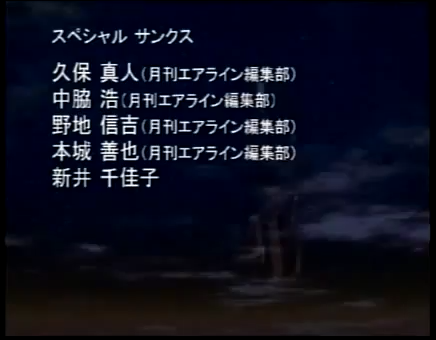 スペシャル サンクス
久保 真人(月刊エアライン編集部)
中脇 浩(月刊エアライン編集部)
野地 信吉(月刊エアライン編集部)
本城 善也(月刊エアライン編集部)
新井 千佳子